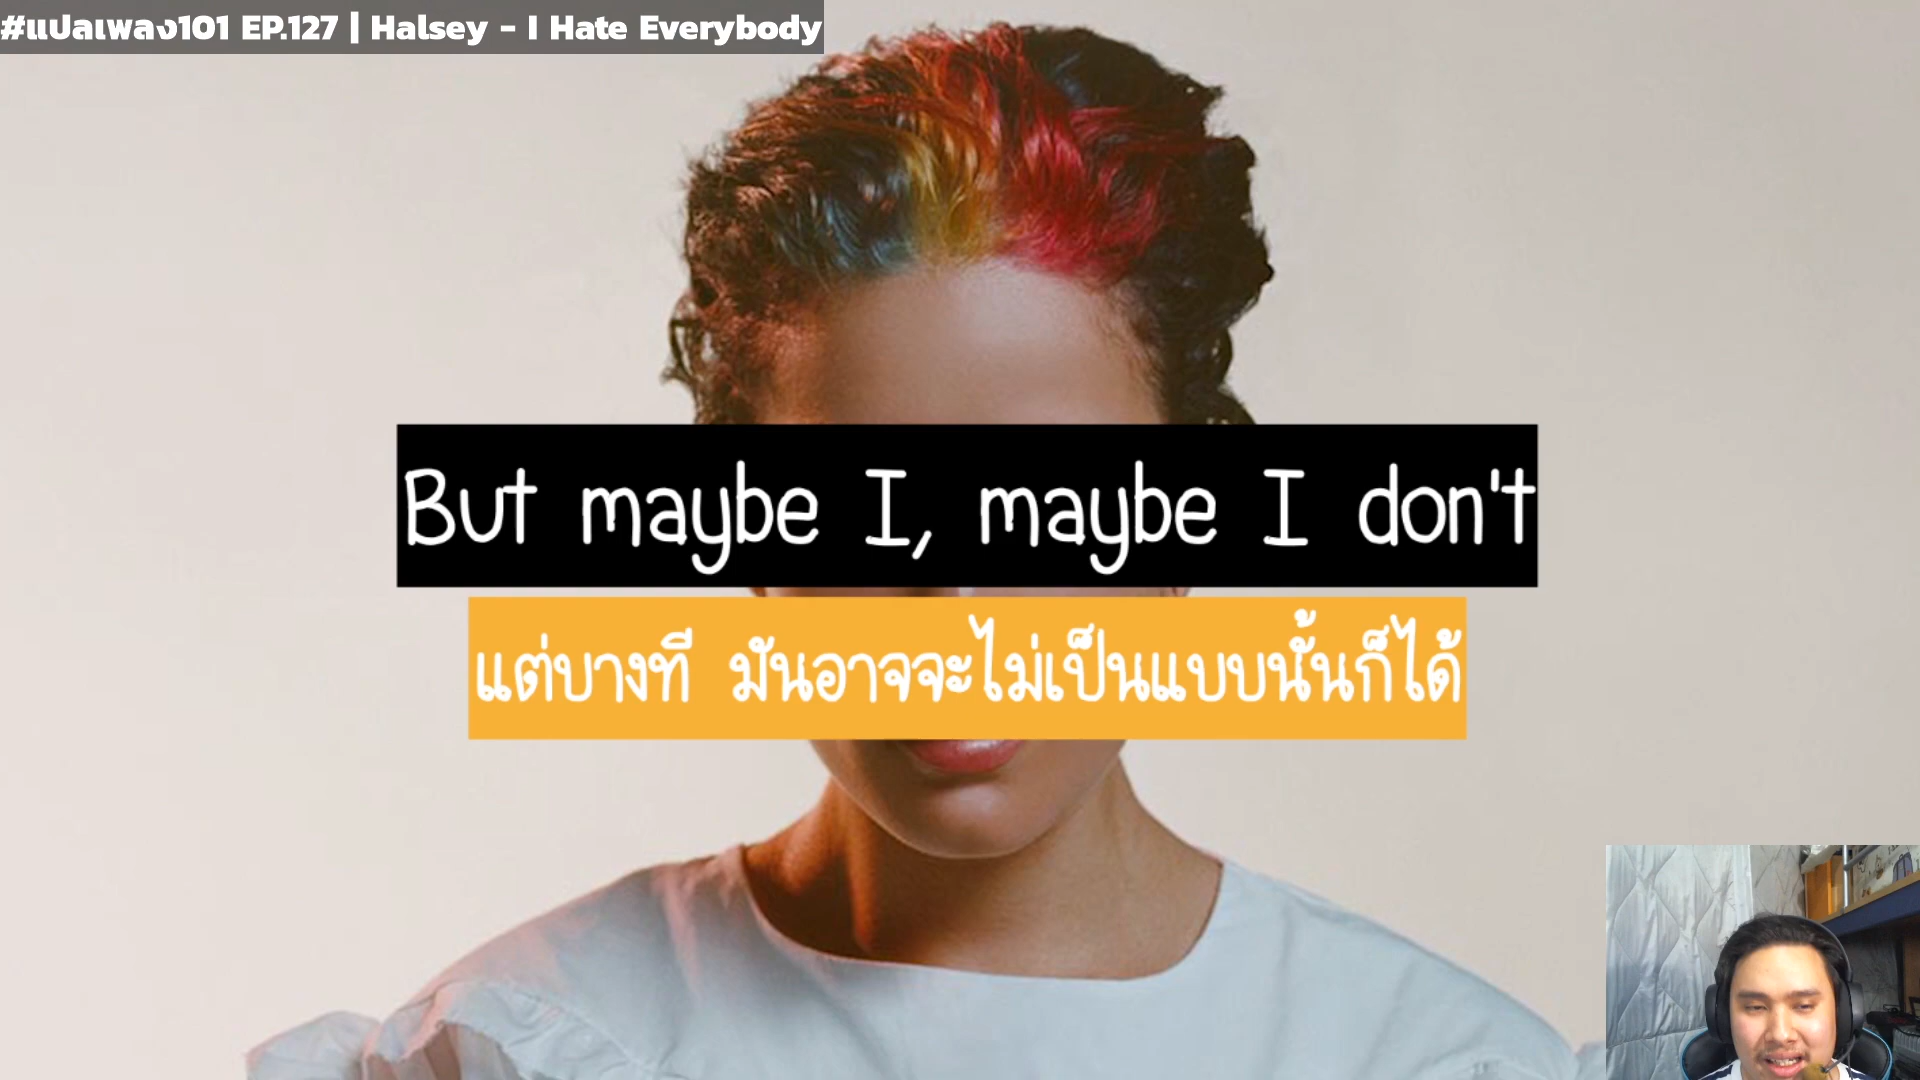 #แปลเพลง101 EP.127 | Halsey - I Hate Everybody
But maybe I, maybe I don't
แต่บางที มันอาจจะไม่เป็นแบบนั้นก็ได้